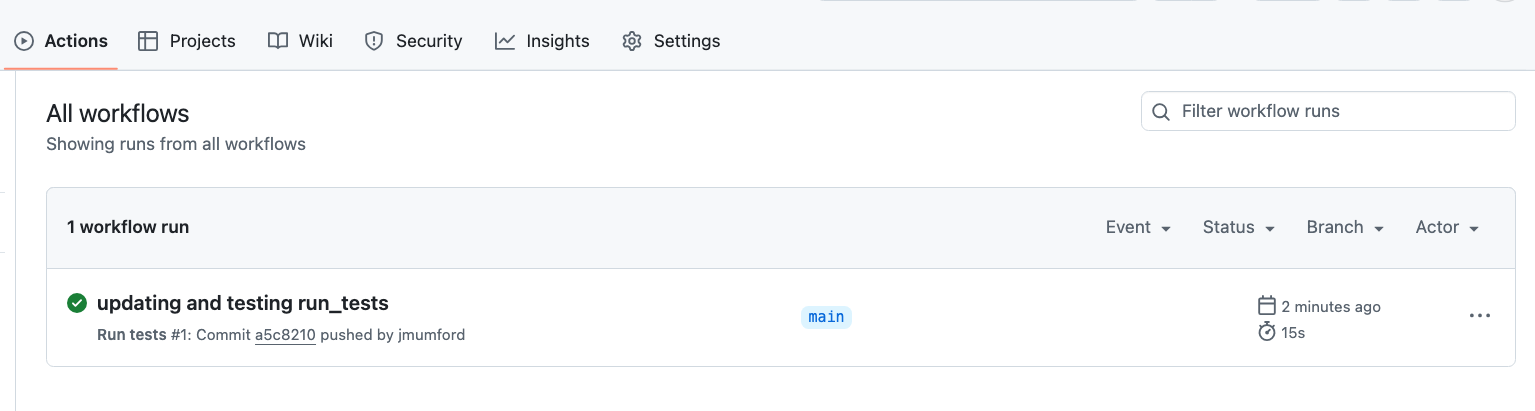 Actions Projects Wiki Security Insights Settings
All workflows
Filter workflow runs
Showing runs from all workflows
1 workflow run Event Status Branch Actor
updating and testing run_tests
Run tests #1: Commit a5c8210 pushed by jmumford
main
2 minutes ago
15s